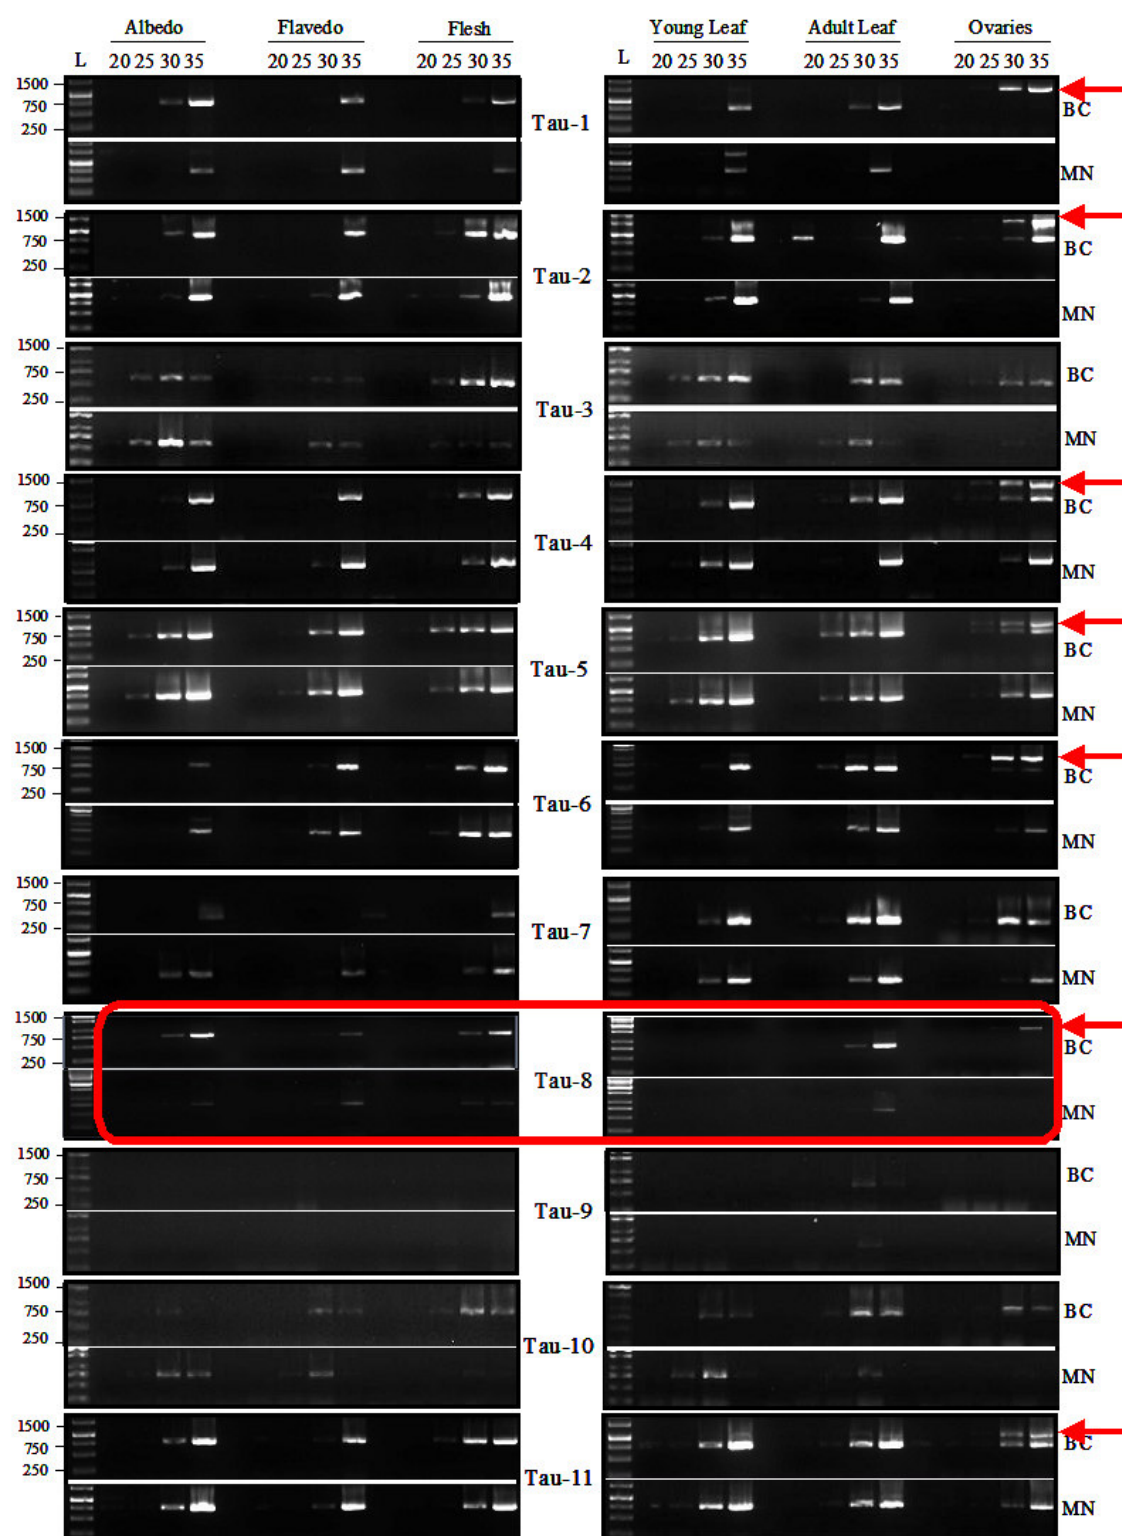 Albedo Flavedo Flesh Young Leaf Adult Leaf Ovaries
L 20 25 30 35 20 25 30 35 20 25 30 35 L 20 25 30 35 20 25 30 35 20 25 30 35
1500
750
250
Tau-1
BC
MN
1500
750
250
Tau-2
BC
MN
1500
750
250
Tau-3
BC
MN
1500
750
250
Tau-4
BC
MN
1500
750
250
Tau-5
BC
MN
1500
750
250
Tau-6
BC
MN
1500
750
250
Tau-7
BC
MN
1500
750
250
Tau-8
BC
MN
1500
750
250
Tau-9
BC
MN
1500
750
250
Tau-10
BC
MN
1500
750
250
Tau-11
BC
MN